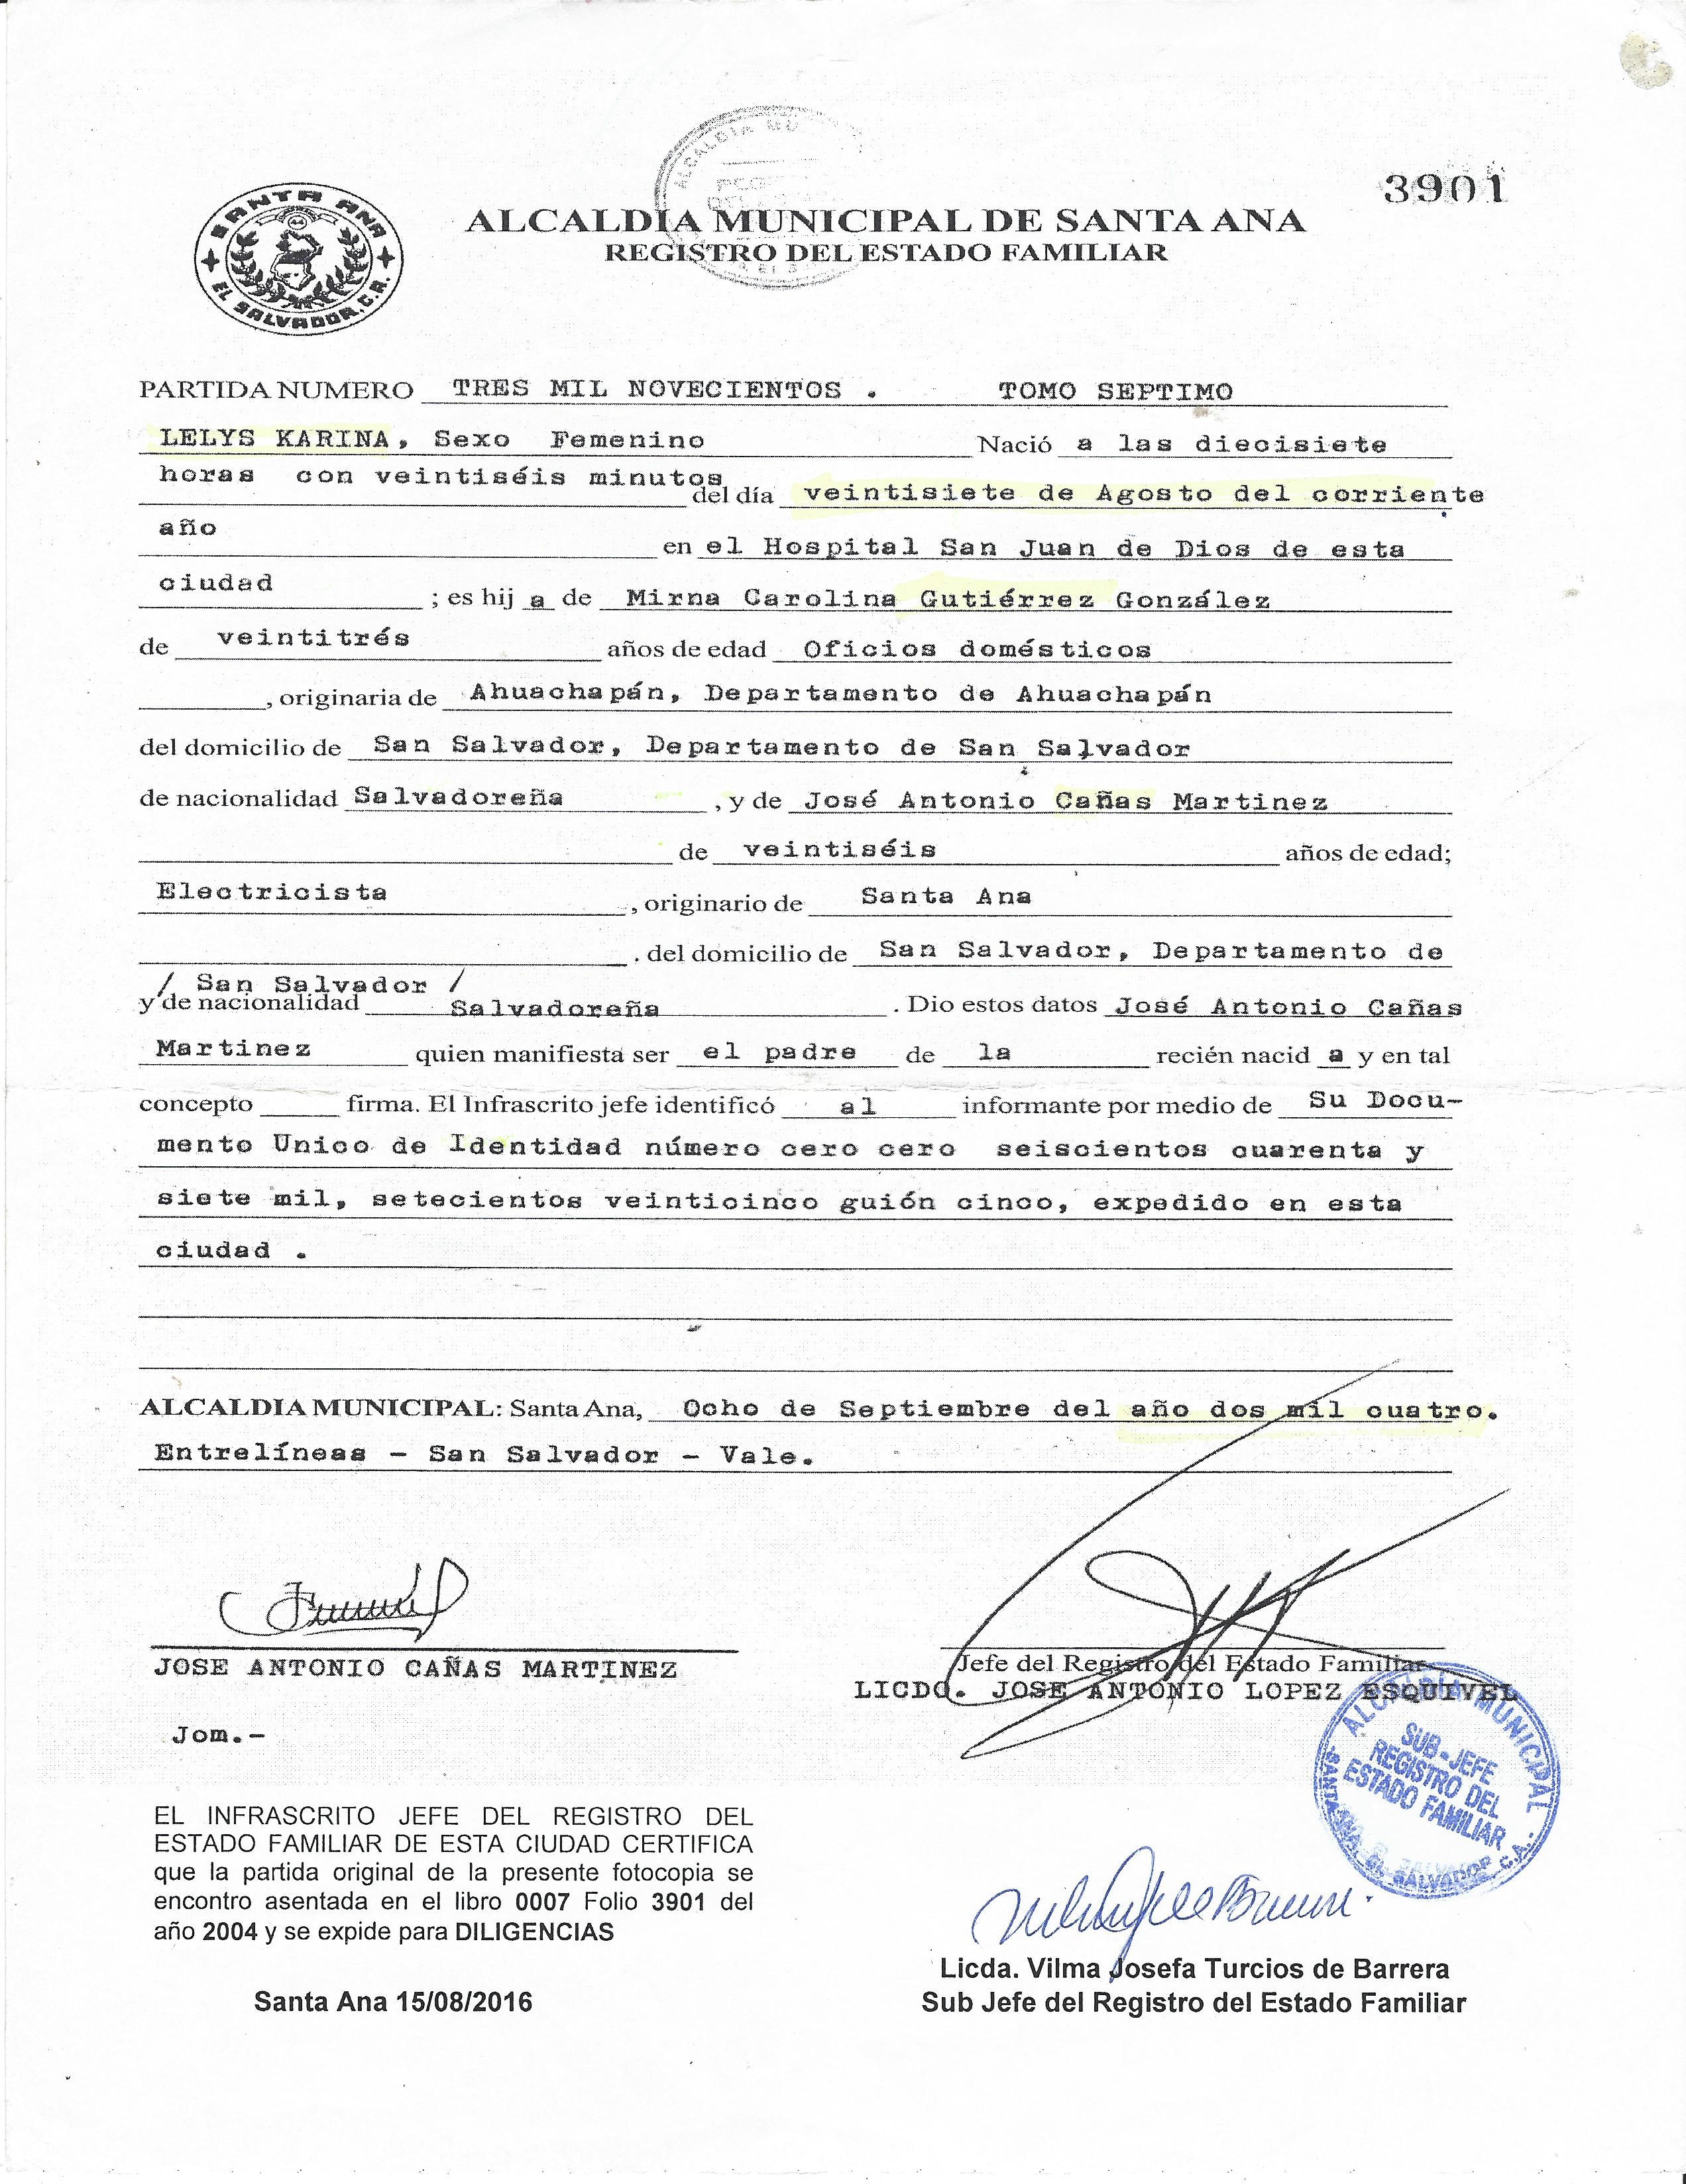 3901
SANTA ANA
EL SALVADOR, C.A.
ALCALDIA MU
ALCALDIA MUNICIPAL DE SANTA ANA
REGISTRO DEL ESTADO FAMILIAR
PARTIDA NUMERO TRES MIL NOVECIENTOS . TOMO SEPTIMO
LELYS KARINA, Sexo Femenino Nació a las diecisiete
horas con veintiséis minutos del día veintisiete de Agosto del corriente
año en el Hospital San Juan de Dios de esta
ciudad ; es hij a de Mirna Carolina Gutiérrez González
de veintitrés años de edad Oficios domésticos
, originaria de Ahuachapán, Departamento de Ahuachapán
del domicilio de San Salvador, Departamento de San Salvador
de nacionalidad Salvadoreña , y de José Antonio Cañas Martinez
de veintiséis años de edad;
Electricista , originario de Santa Ana
. del domicilio de San Salvador, Departamento de
/ San Salvador /
y de nacionalidad Salvadoreña . Dio estos datos José Antonio Cañas
Martinez quien manifiesta ser el padre de la recién nacid a y en tal
concepto firma. El Infrascrito jefe identificó al informante por medio de Su Docu-
mento Unico de Identidad número cero cero seiscientos cuarenta y
siete mil, setecientos veinticinco guión cinco, expedido en esta
ciudad .
ALCALDIA MUNICIPAL: Santa Ana, Ocho de Septiembre del año dos mil cuatro.
Entrelíneas - San Salvador - Vale.
JOSE ANTONIO CAÑAS MARTINEZ
Jefe del Registro del Estado Familiar
LICDO. JOSE ANTONIO LOPEZ ESQUIVEL
Jom.-
ALCALDÍA MUNICIPAL
SUB-JEFE
REGISTRO DEL
ESTADO FAMILIAR
SANTA ANA, EL SALVADOR, C.A.
EL INFRASCRITO JEFE DEL REGISTRO DEL
ESTADO FAMILIAR DE ESTA CIUDAD CERTIFICA
que la partida original de la presente fotocopia se
encontro asentada en el libro 0007 Folio 3901 del
año 2004 y se expide para DILIGENCIAS
Santa Ana 15/08/2016
Licda. Vilma Josefa Turcios de Barrera
Sub Jefe del Registro del Estado Familiar